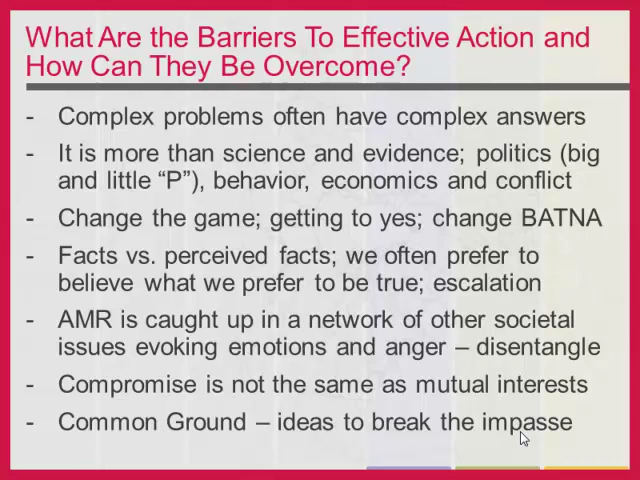 What Are the Barriers To Effective Action and
How Can They Be Overcome?
- Complex problems often have complex answers
- It is more than science and evidence; politics (big
and little “P”), behavior, economics and conflict
- Change the game; getting to yes; change BATNA
- Facts vs. perceived facts; we often prefer to
believe what we prefer to be true; escalation
- AMR is caught up in a network of other societal
issues evoking emotions and anger – disentangle
- Compromise is not the same as mutual interests
- Common Ground – ideas to break the impasse